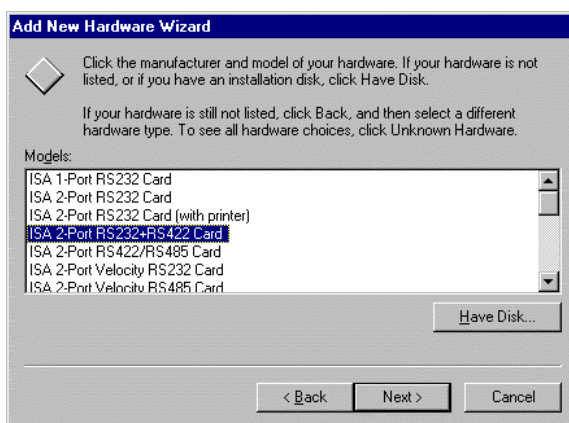 Add New Hardware Wizard
Click the manufacturer and model of your hardware. If your hardware is not
listed, or if you have an installation disk, click Have Disk.
If your hardware is still not listed, click Back, and then select a different
hardware type. To see all hardware choices, click Unknown Hardware.
Models:
ISA 1-Port RS232 Card
ISA 2-Port RS232 Card
ISA 2-Port RS232 Card (with printer)
ISA 2-Port RS232+RS422 Card
ISA 2-Port RS422/RS485 Card
ISA 2-Port Velocity RS232 Card
ISA 2-Port Velocity RS485 Card
Have Disk...
< Back Next > Cancel